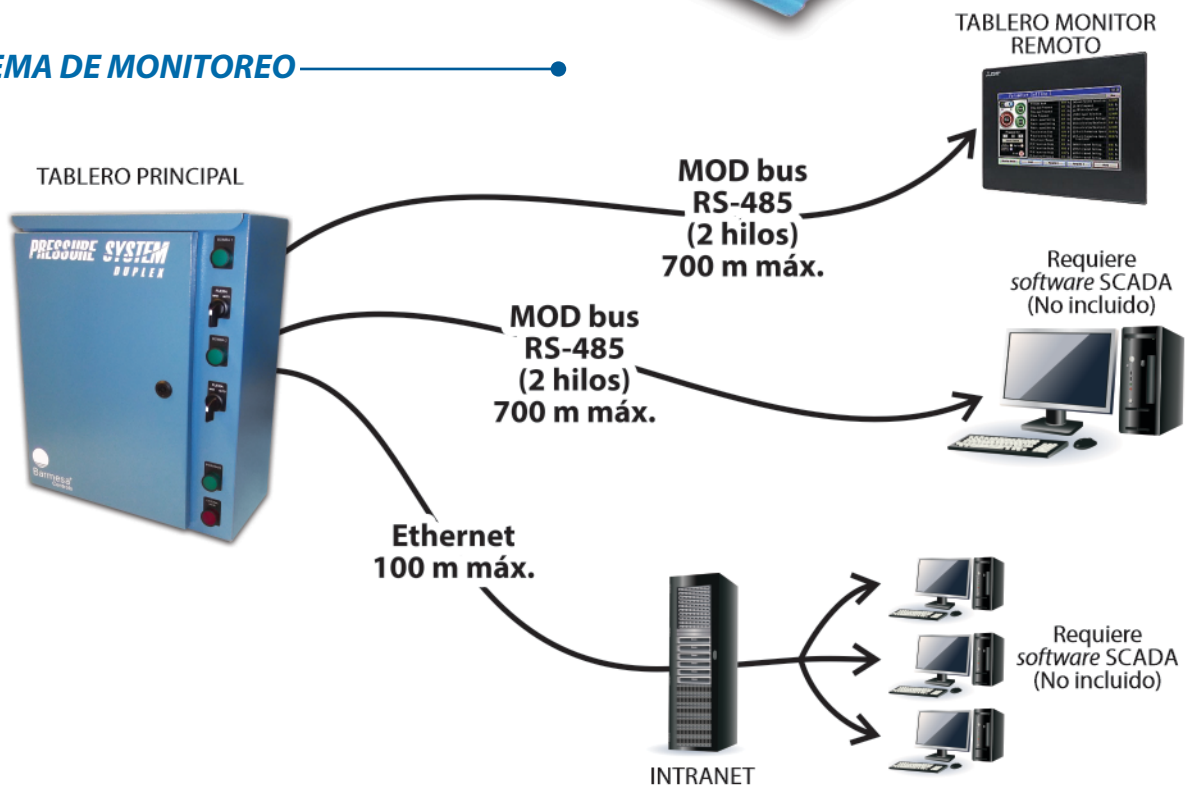 EMA DE MONITOREO
TABLERO MONITOR
REMOTO
TABLERO PRINCIPAL
PRESSURE SYSTEM
DUPLEX
Barmesa
MOD bus
RS-485
(2 hilos)
700 m máx.
Requiere
software SCADA
(No incluido)
MOD bus
RS-485
(2 hilos)
700 m máx.
Ethernet
100 m máx.
Requiere
software SCADA
(No incluido)
INTRANET